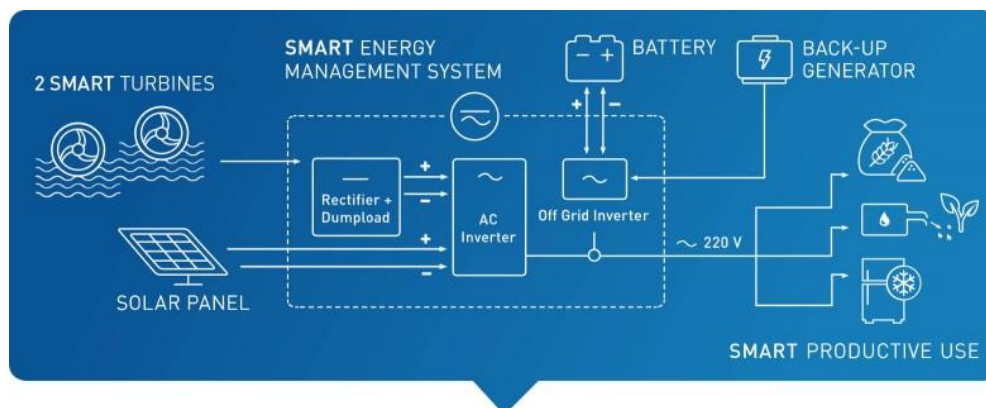 SMART ENERGY
MANAGEMENT SYSTEM
BATTERY
BACK-UP
GENERATOR
2 SMART TURBINES
- +
+ -
Rectifier +
Dumpload
+
-
AC
Inverter
Off Grid Inverter
~ 220 V
+
-
SOLAR PANEL
SMART PRODUCTIVE USE